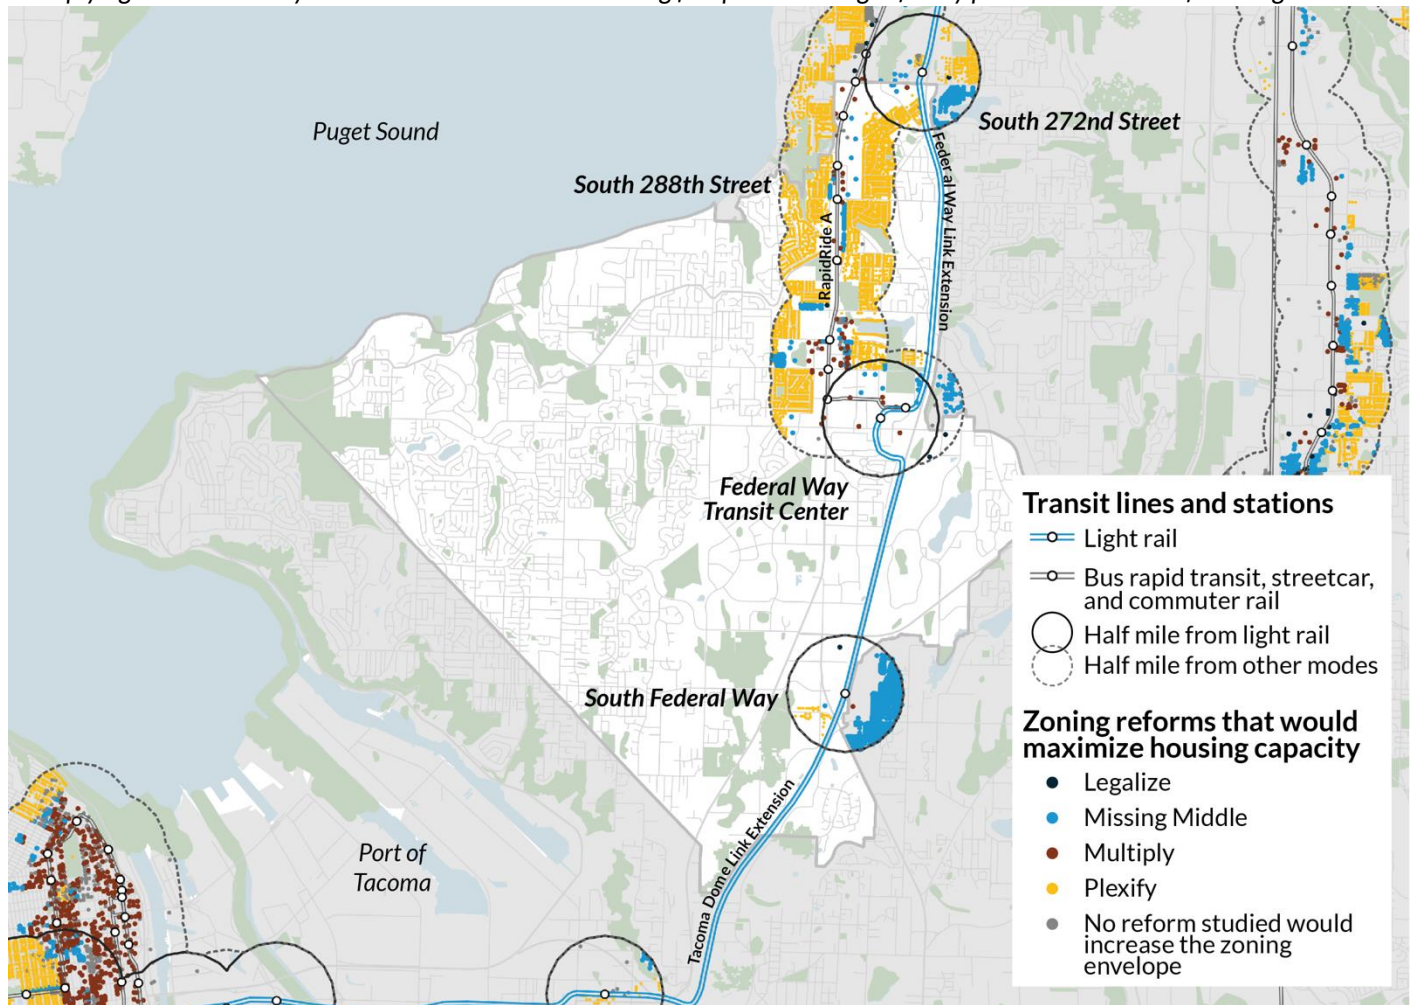 Puget Sound
South 272nd Street
South 288th Street
RapidRide A
Federal Way Link Extension
Federal Way
Transit Center
South Federal Way
Tacoma Dome Link Extension
Port of
Tacoma
Transit lines and stations
Light rail
Bus rapid transit, streetcar,
and commuter rail
Half mile from light rail
Half mile from other modes
Zoning reforms that would
maximize housing capacity
Legalize
Missing Middle
Multiply
Plexify
No reform studied would
increase the zoning
envelope